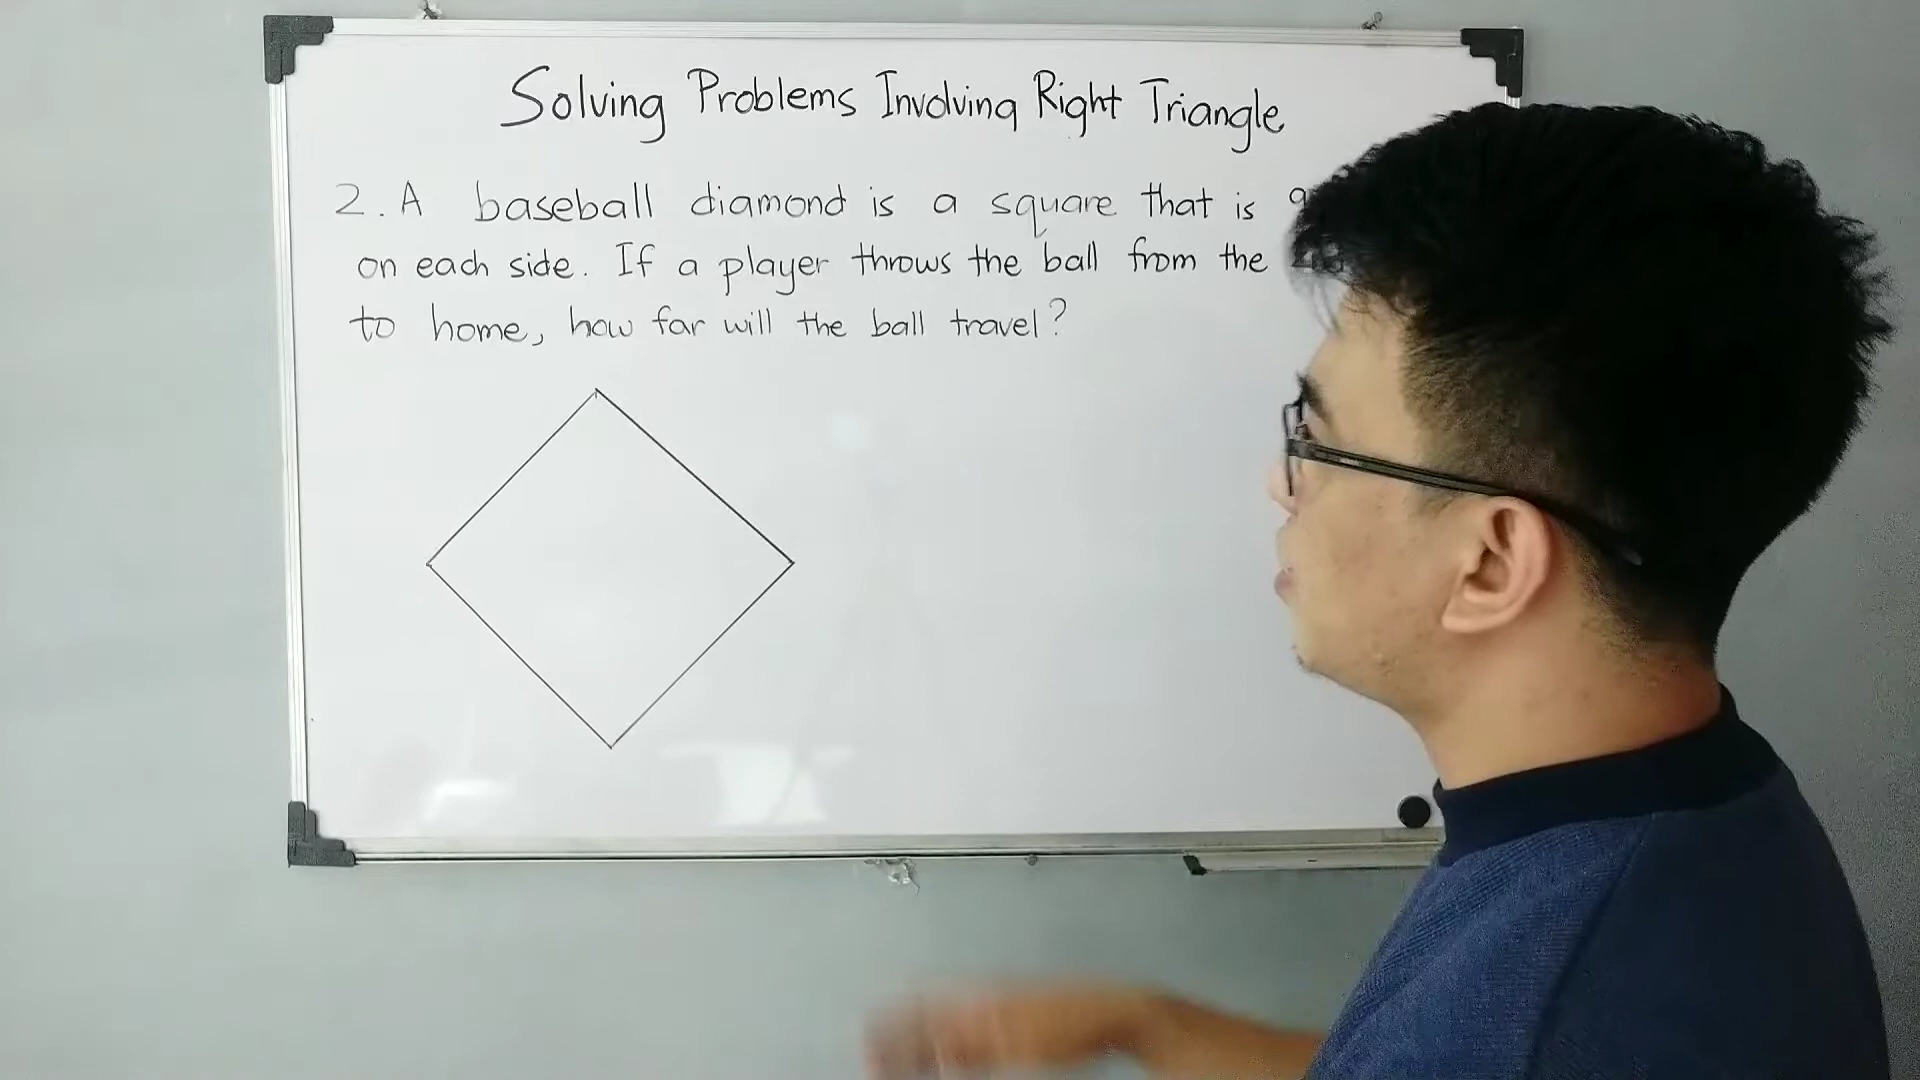 Solving Problems Involving Right Triangle
2. A baseball diamond is a square that is
on each side. If a player throws the ball from the
to home, how far will the ball travel?